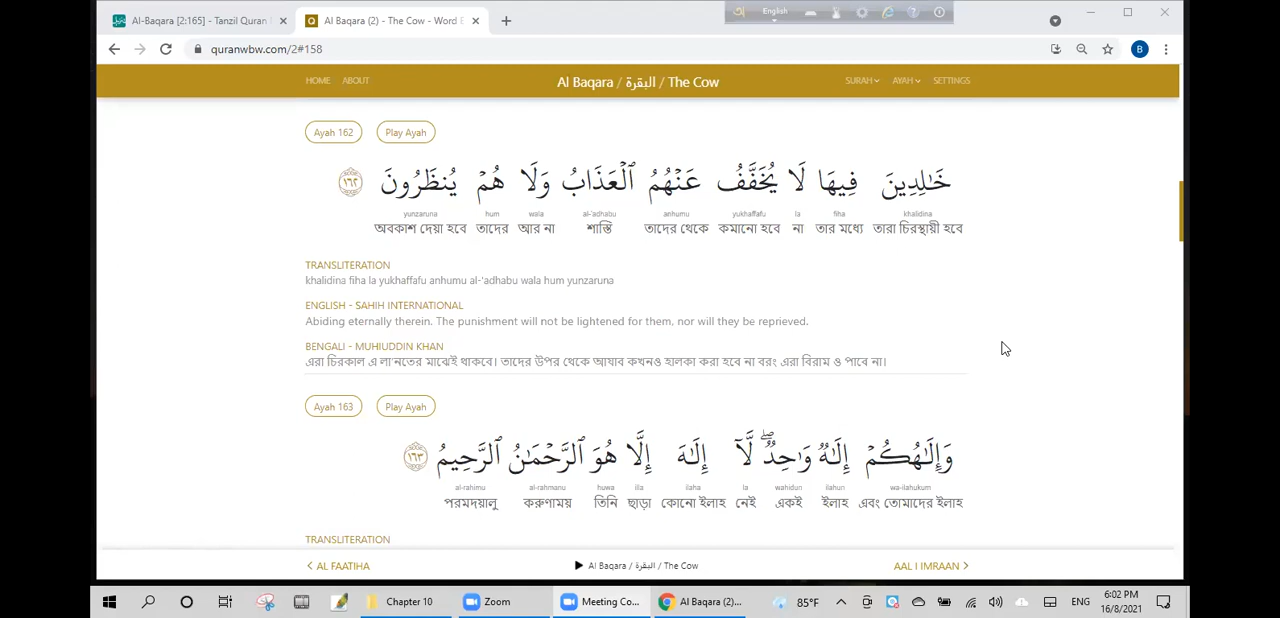 Al-Baqara [2:165] - Tanzil Quran
Al Baqara (2) - The Cow - Word
English
quranwbw.com/2#158
B
HOME ABOUT Al Baqara / البقرة / The Cow SURAH AYAH SETTINGS
Ayah 162 Play Ayah
خَـٰلِدِينَ فِيهَا لَا يُخَفَّفُ عَنْهُمُ ٱلْعَذَابُ وَلَا هُمْ يُنظَرُونَ ١٦٢
yunzaruna hum wala al-'adhabu anhumu yukhaffafu la fiha khalidina
অবকাশ দেয়া হবে তাদের আর না শাস্তি তাদের থেকে কমানো হবে না তার মধ্যে তারা চিরস্থায়ী হবে
TRANSLITERATION
khalidina fiha la yukhaffafu anhumu al-'adhabu wala hum yunzaruna
ENGLISH - SAHIH INTERNATIONAL
Abiding eternally therein. The punishment will not be lightened for them, nor will they be reprieved.
BENGALI - MUHIUDDIN KHAN
এরা চিরকাল এ লা'নতের মাঝেই থাকবে। তাদের উপর থেকে আযাব কখনও হালকা করা হবে না বরং এরা বিরাম ও পাবে না।
Ayah 163 Play Ayah
وَإِلَـٰهُكُمْ إِلَـٰهٌ وَٰحِدٌ ۖ لَّآ إِلَـٰهَ إِلَّا هُوَ ٱلرَّحْمَـٰنُ ٱلرَّحِيمُ ١٦٣
al-rahimu al-rahmanu huwa illa ilaha la wahidun ilahun wa-ilahukum
পরমদয়ালু করুণাময় তিনি ছাড়া কোনো ইলাহ নেই একই ইলাহ এবং তোমাদের ইলাহ
TRANSLITERATION
AL FAATIHA Al Baqara / البقرة / The Cow AAL I IMRAAN
Chapter 10 Zoom Meeting Co... Al Baqara (2)... 85°F ENG 6:02 PM
16/8/2021